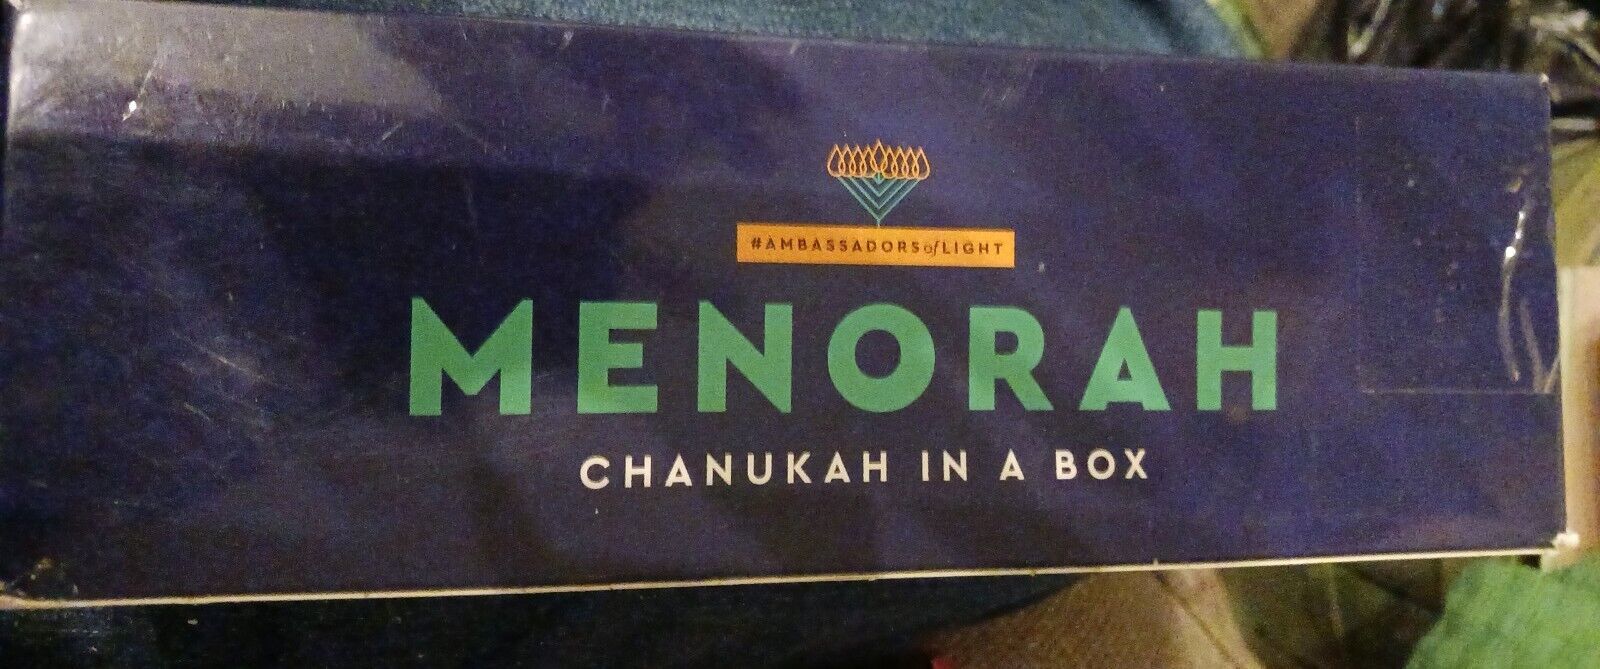 #AMBASSADORSofLIGHT
MENORAH
CHANUKAH IN A BOX